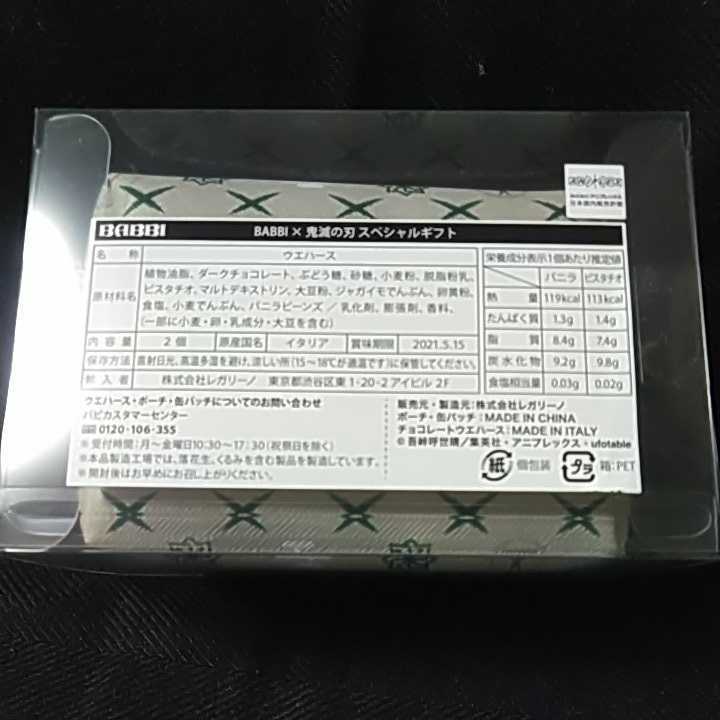 BABBI
BABBI × 鬼滅の刃 スペシャルギフト
名 称 ウエハース
原材料名 植物油脂、ダークチョコレート、ぶどう糖、砂糖、小麦粉、脱脂粉乳、
ピスタチオ、マルトデキストリン、大豆粉、ジャガイモでんぷん、卵黄粉、
食塩、小麦でんぷん、バニラビーンズ / 乳化剤、膨張剤、香料、
(一部に小麦・卵・乳成分・大豆を含む)
内 容 量 2個 原産国名 イタリア 賞味期限 2021.5.15
保存方法 直射日光、高温多湿を避け、涼しい所(15〜18℃が適温です)に保管してください。
輸 入 者 株式会社レガリーノ 東京都渋谷区東 1-20-2 アイビル 2F
栄養成分表示1個あたり推定値
バニラ ピスタチオ
熱 量 119kcal 113kcal
たんぱく質 1.3g 1.4g
脂 質 8.4g 7.4g
炭水化物 9.2g 9.8g
食塩相当量 0.03g 0.02g
ウエハース・ポーチ・缶バッチについてのお問い合わせ
バビカスタマーセンター
0120-106-355
※受付時間:月〜金曜日10:30〜17:30(祝祭日を除く)
※本品製造工場では、落花生、くるみを含む製品を製造しています。
※開封後はお早めにお召し上がりください。
販売元・製造元:株式会社レガリーノ
ポーチ・缶バッチ:MADE IN CHINA
チョコレートウエハース:MADE IN ITALY
© 吾峠呼世晴/集英社・アニプレックス・ufotable
紙 個包装 プラ 箱:PET
日本国内販売許諾